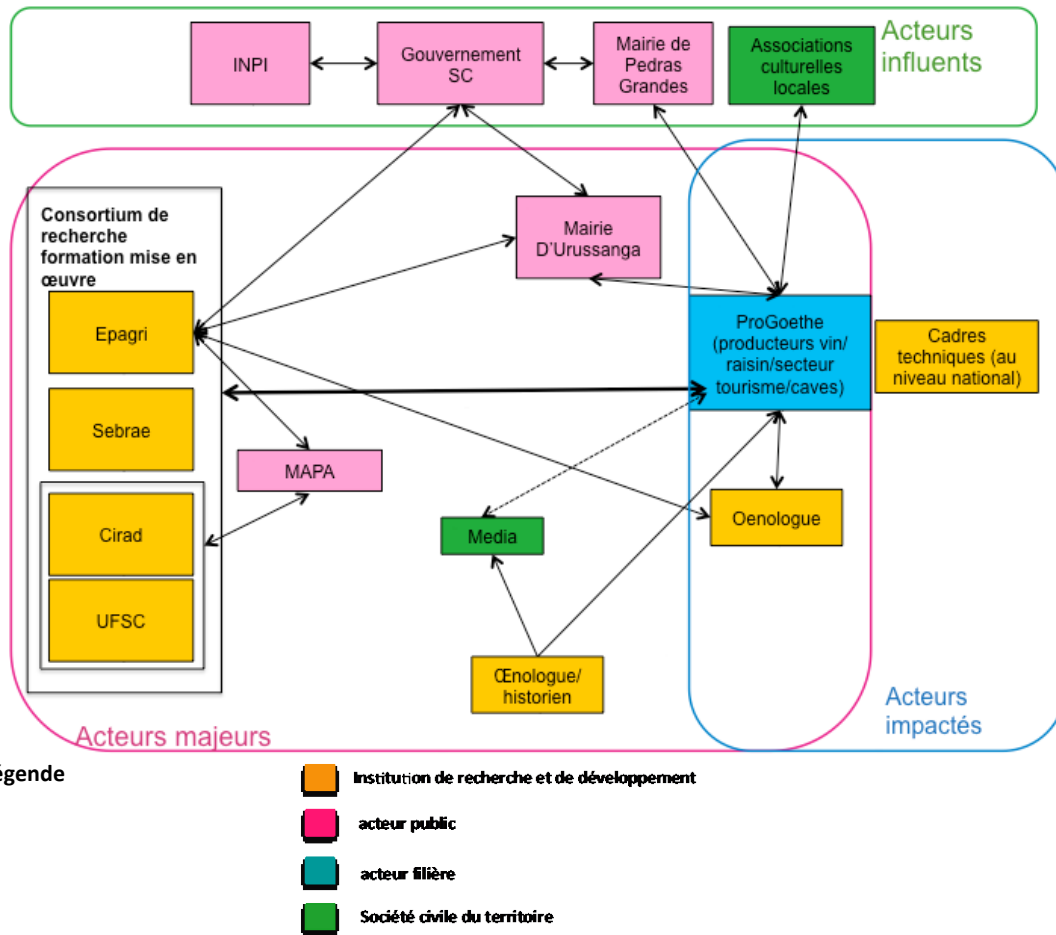 Acteurs
influents
INPI
Gouvernement
SC
Mairie de
Pedras
Grandes
Associations
culturelles
locales
Consortium de
recherche
formation mise en
œuvre
Epagri
Sebrae
Cirad
UFSC
Mairie
D'Urussanga
MAPA
ProGoethe
(producteurs vin/
raisin/secteur
tourisme/caves)
Cadres
techniques (au
niveau national)
Media
Oenologue
Œnologue/
historien
Acteurs majeurs
Acteurs
impactés
égende
Institution de recherche et de développement
acteur public
acteur filière
Société civile du territoire